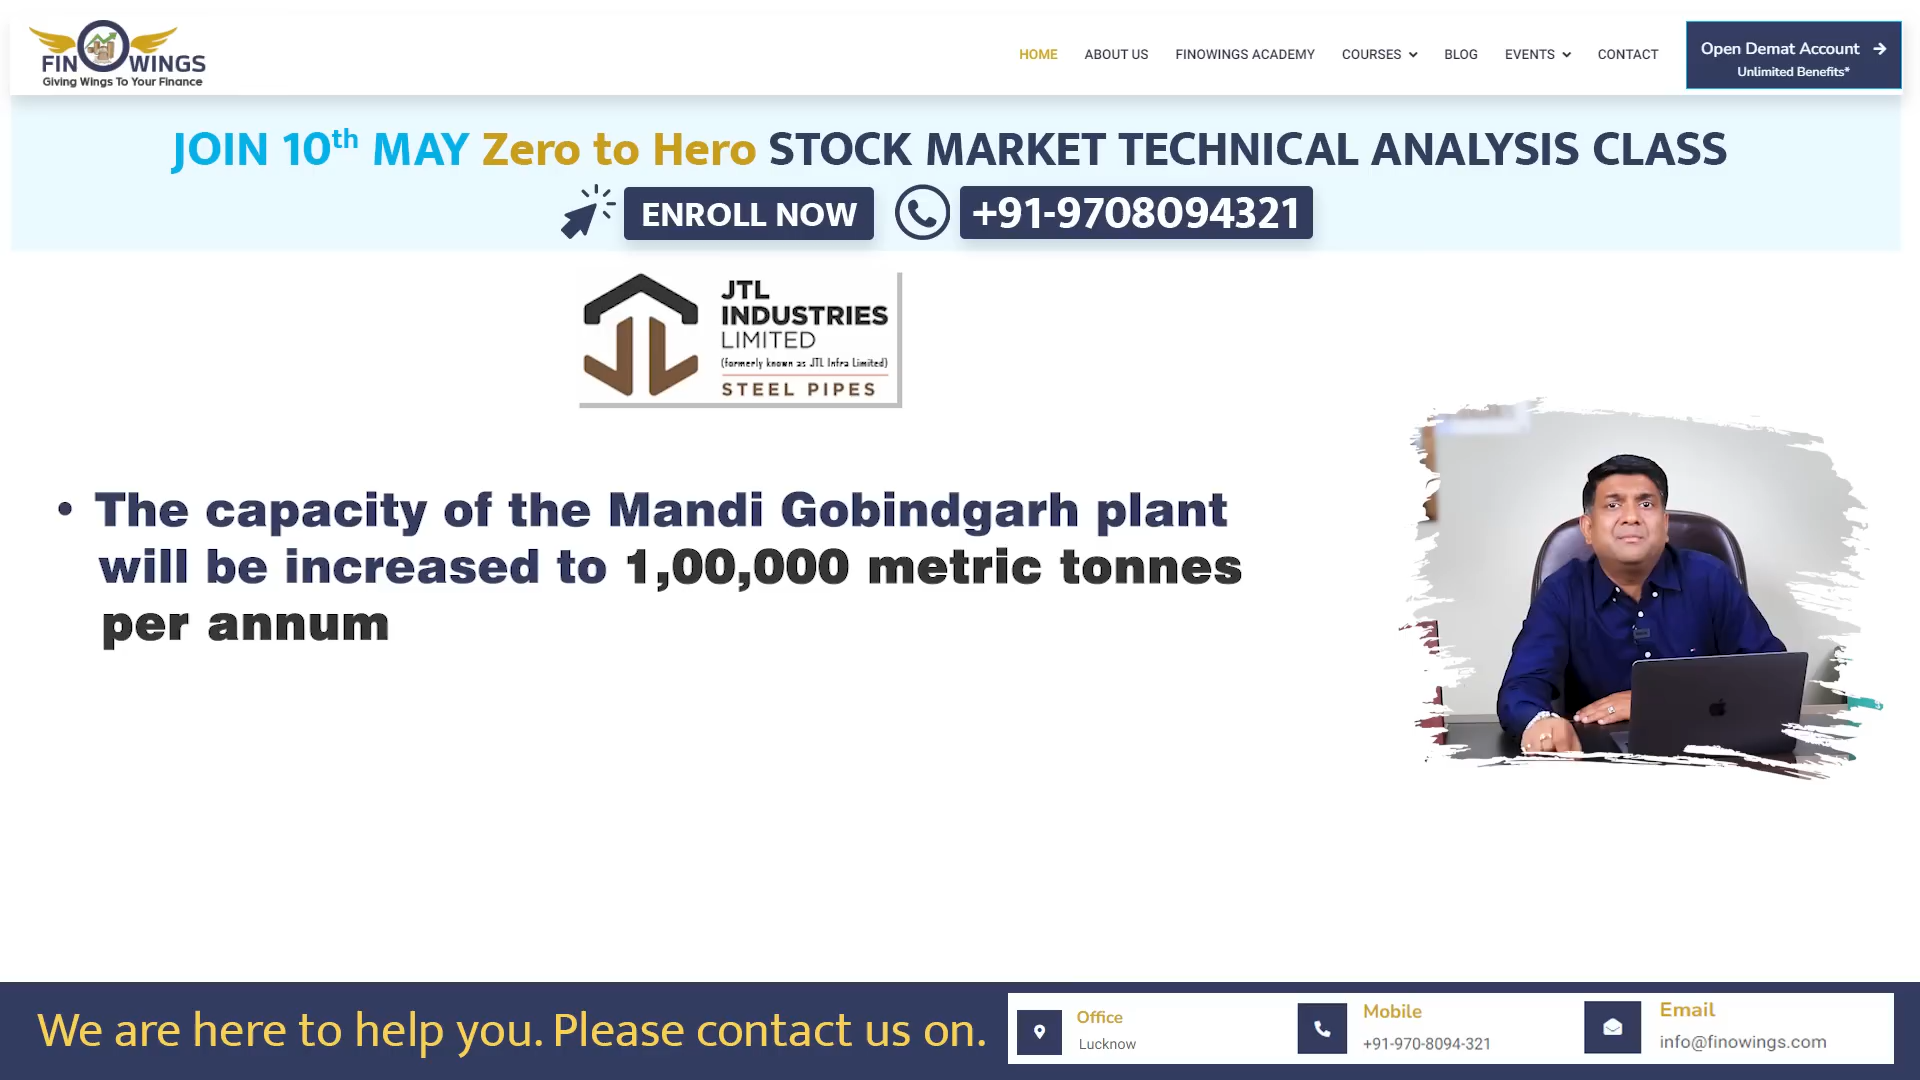 FINOWINGS
Giving Wings To Your Finance
HOME ABOUT US FINOWINGS ACADEMY COURSES BLOG EVENTS CONTACT
Open Demat Account
Unlimited Benefits*
JOIN 10th MAY Zero to Hero STOCK MARKET TECHNICAL ANALYSIS CLASS
ENROLL NOW +91-9708094321
JTL
INDUSTRIES
LIMITED
(formerly known as JTL Infra Limited)
STEEL PIPES
• The capacity of the Mandi Gobindgarh plant
will be increased to 1,00,000 metric tonnes
per annum
We are here to help you. Please contact us on.
Office
Lucknow
Mobile
+91-970-8094-321
Email
info@finowings.com